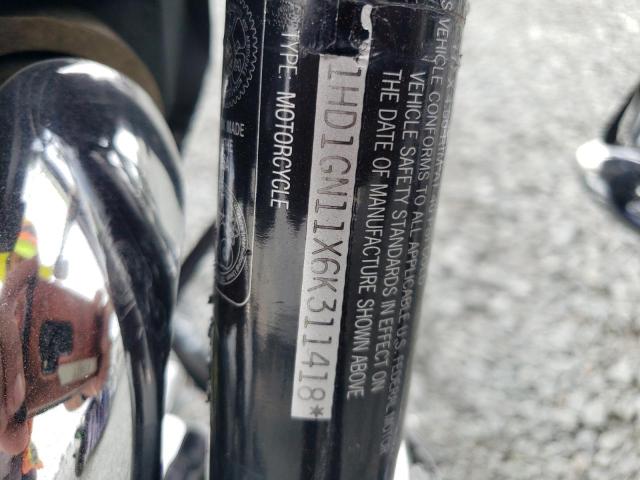 S VEHICLE CONFORMS TO ALL APPLICABLE U.S. FEDERAL MOTOR
VEHICLE SAFETY STANDARDS IN EFFECT ON
THE DATE OF MANUFACTURE SHOWN ABOVE
1HD1GN11X6K311418*
TYPE- MOTORCYCLE
MADE